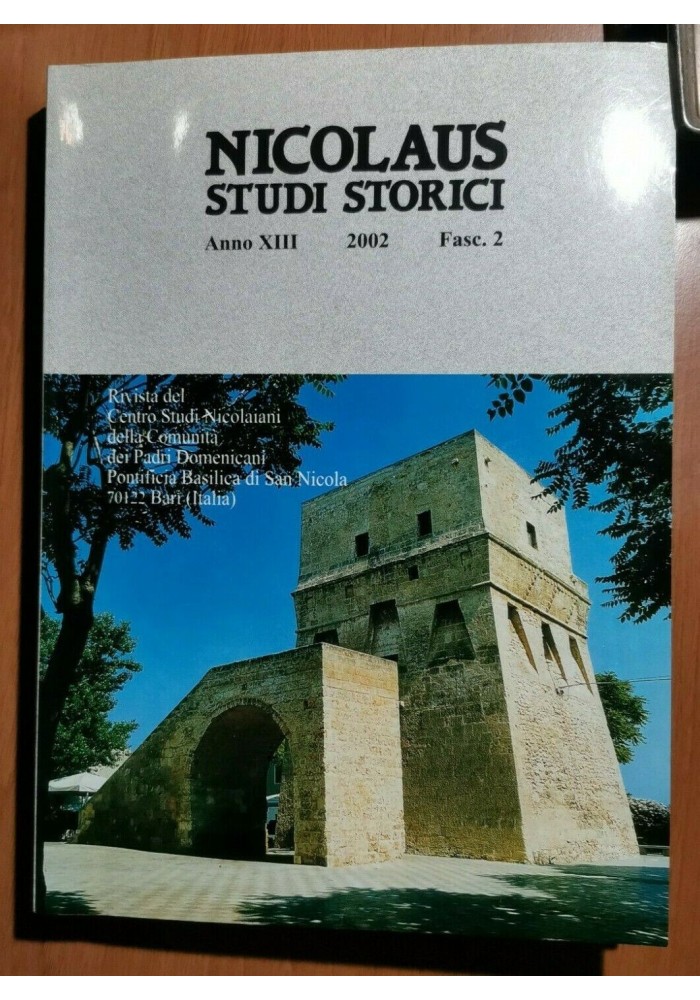 NICOLAUS
STUDI STORICI
Anno XIII 2002 Fasc. 2
Rivista del
Centro Studi Nicolaiani
della Comunità
dei Padri Domenicani
Pontificia Basilica di San Nicola
70122 Bari (Italia)